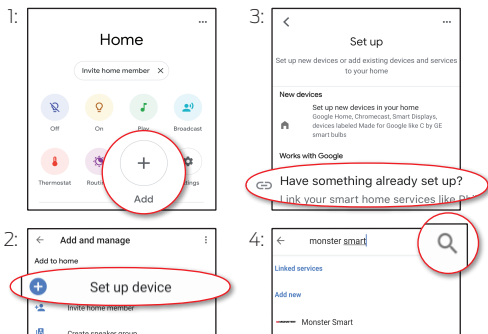 1:
Home
Invite home member X
Off On Play Broadcast
Thermostat
Add
2:
Add and manage
Add to home
Set up device
Invite home member
Create speaker group
3:
Set up
Set up new devices or add existing devices and services
to your home
New devices
Set up new devices in your home
Google Home, Chromecast, Smart Displays,
devices labeled Made for Google like C by GE
smart bulbs
Works with Google
Have something already set up?
Link your smart home services like
4:
monster smart
Linked services
Add new
Monster Smart